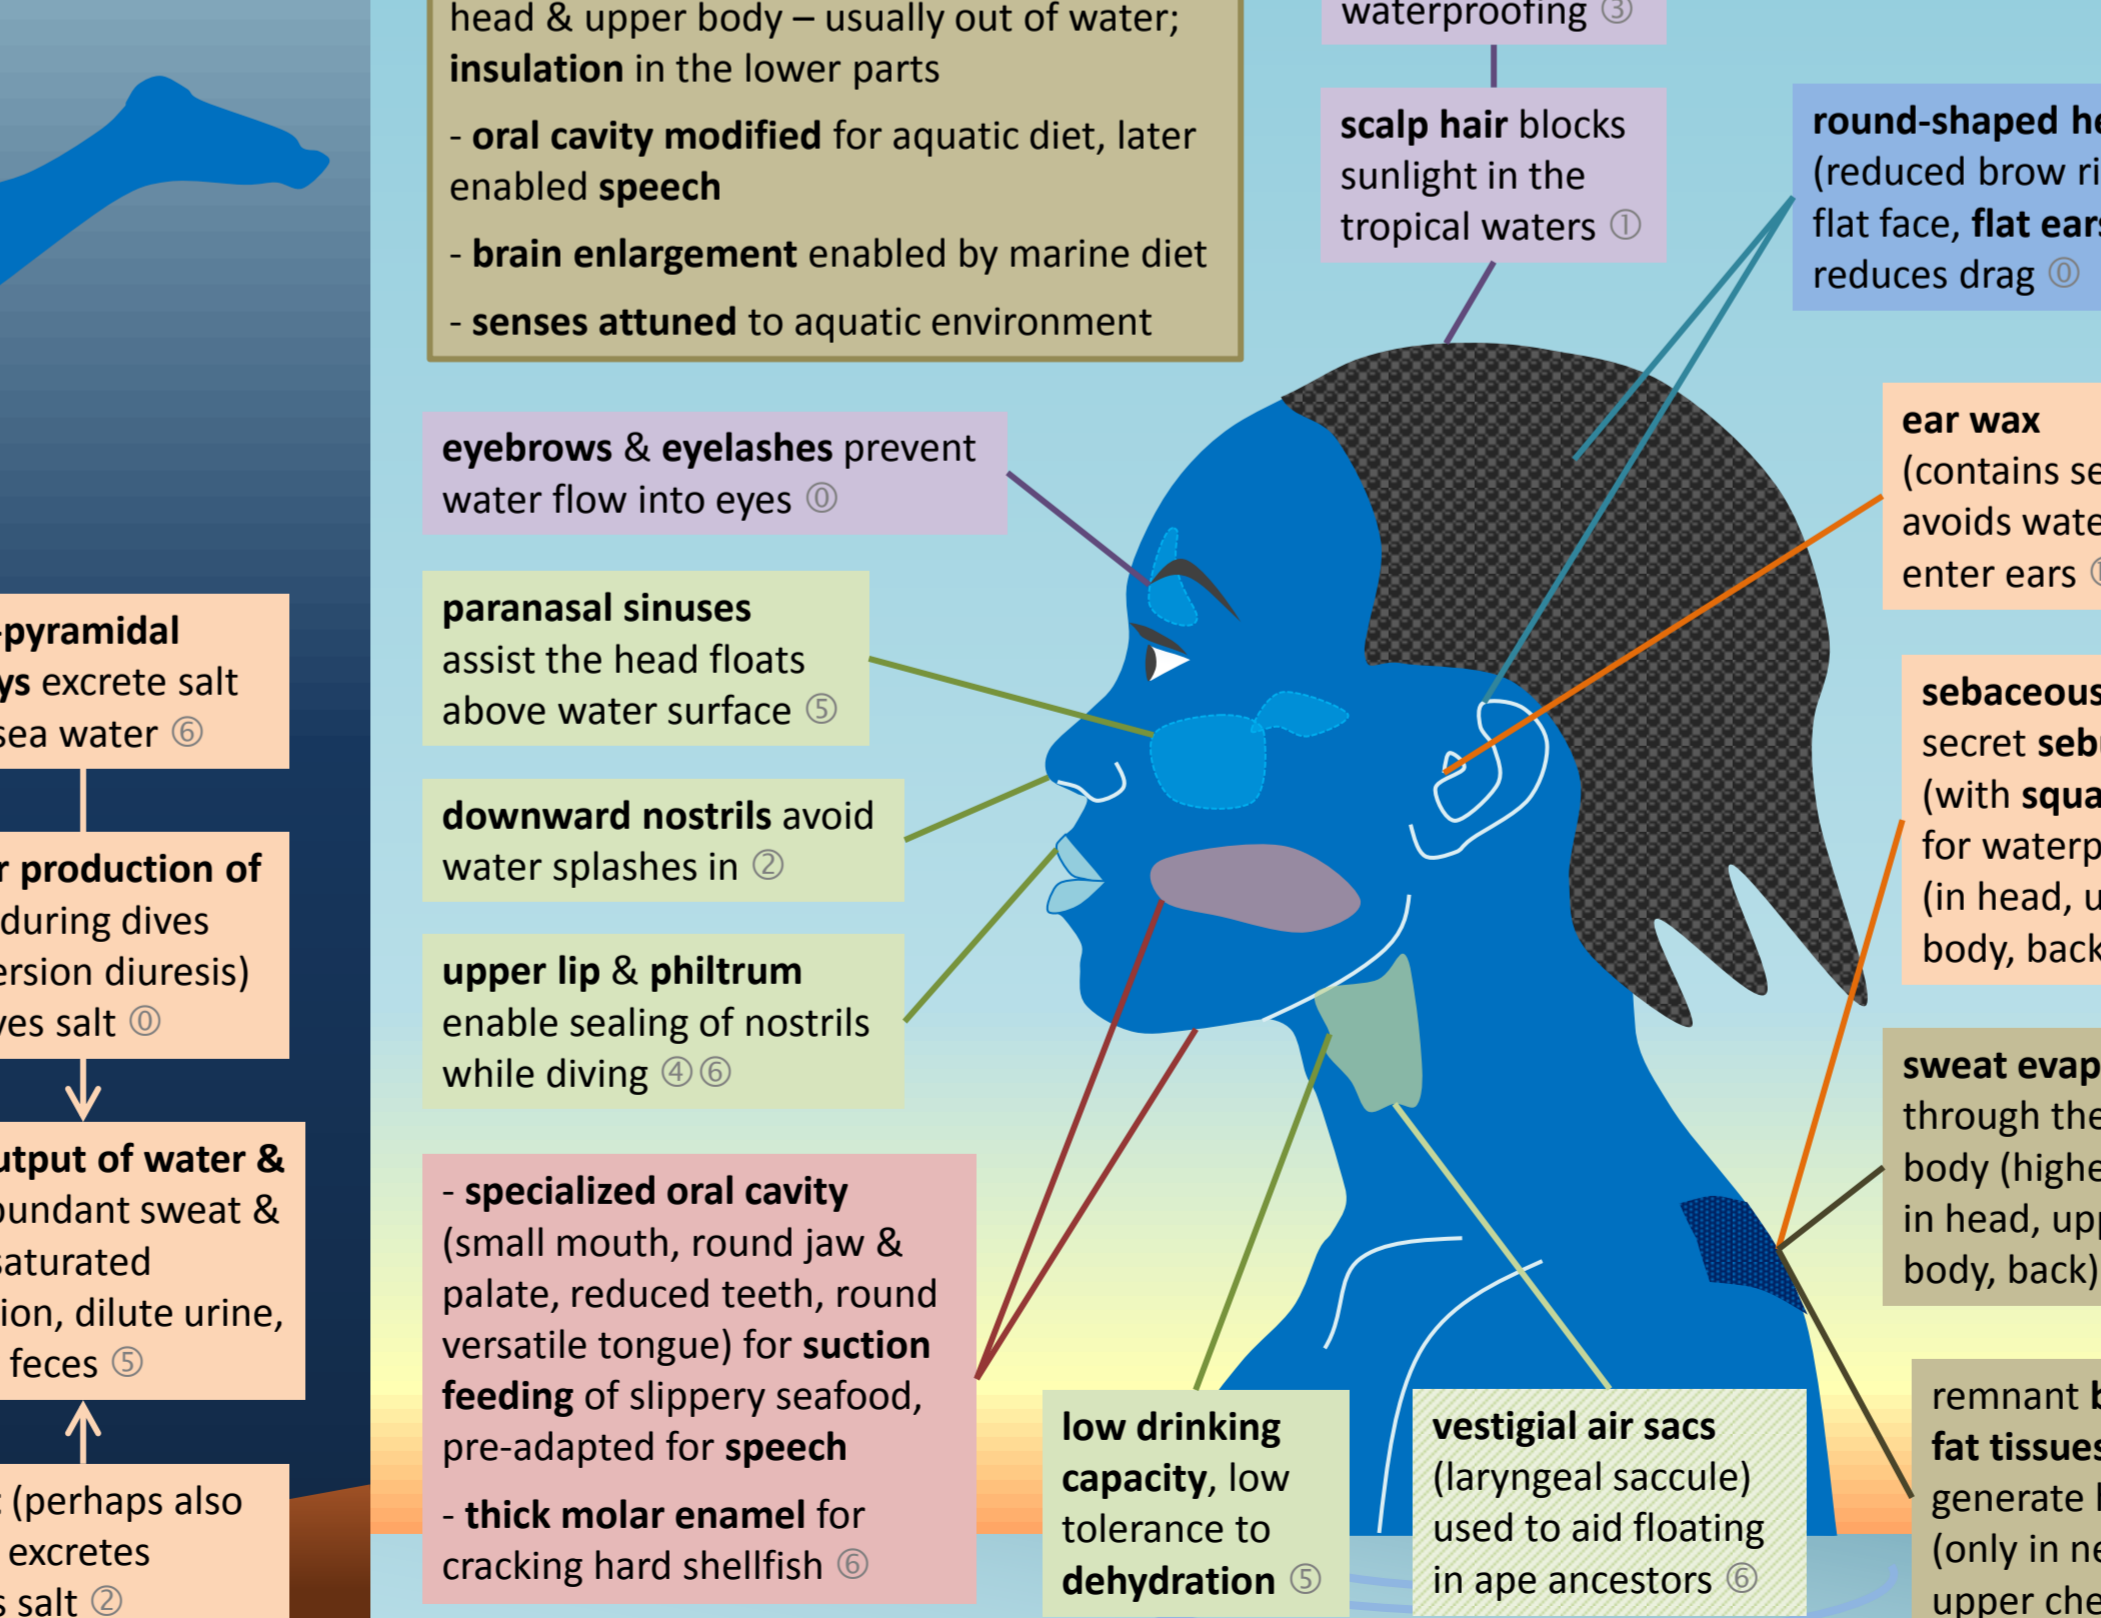 head & upper body – usually out of water;
insulation in the lower parts
- oral cavity modified for aquatic diet, later
enabled speech
- brain enlargement enabled by marine diet
- senses attuned to aquatic environment
waterproofing ③
scalp hair blocks
sunlight in the
tropical waters ①
round-shaped
(reduced brow
flat face, flat ears
reduces drag ⓪
eyebrows & eyelashes prevent
water flow into eyes ⓪
ear wax
(contains
avoids
enter ears
paranasal sinuses
assist the head floats
above water surface ⑤
-pyramidal
excrete salt
sea water ⑥
sebaceous
secret
(with
for
(in head,
body, back
downward nostrils avoid
water splashes in ②
production of
during dives
diuresis)
salt ⓪
upper lip & philtrum
enable sealing of nostrils
while diving ④⑥
sweat
through the
body
in head,
body, back)
of water &
sweat &
dilute urine,
feces ⑤
- specialized oral cavity
(small mouth, round jaw &
palate, reduced teeth, round
versatile tongue) for suction
feeding of slippery seafood,
pre-adapted for speech
- thick molar enamel for
cracking hard shellfish ⑥
low drinking
capacity, low
tolerance to
dehydration ⑤
vestigial air sacs
(laryngeal saccule)
used to aid floating
in ape ancestors ⑥
remnant
fat tissues
generate
(only in
upper
(perhaps also
excretes
salt ②